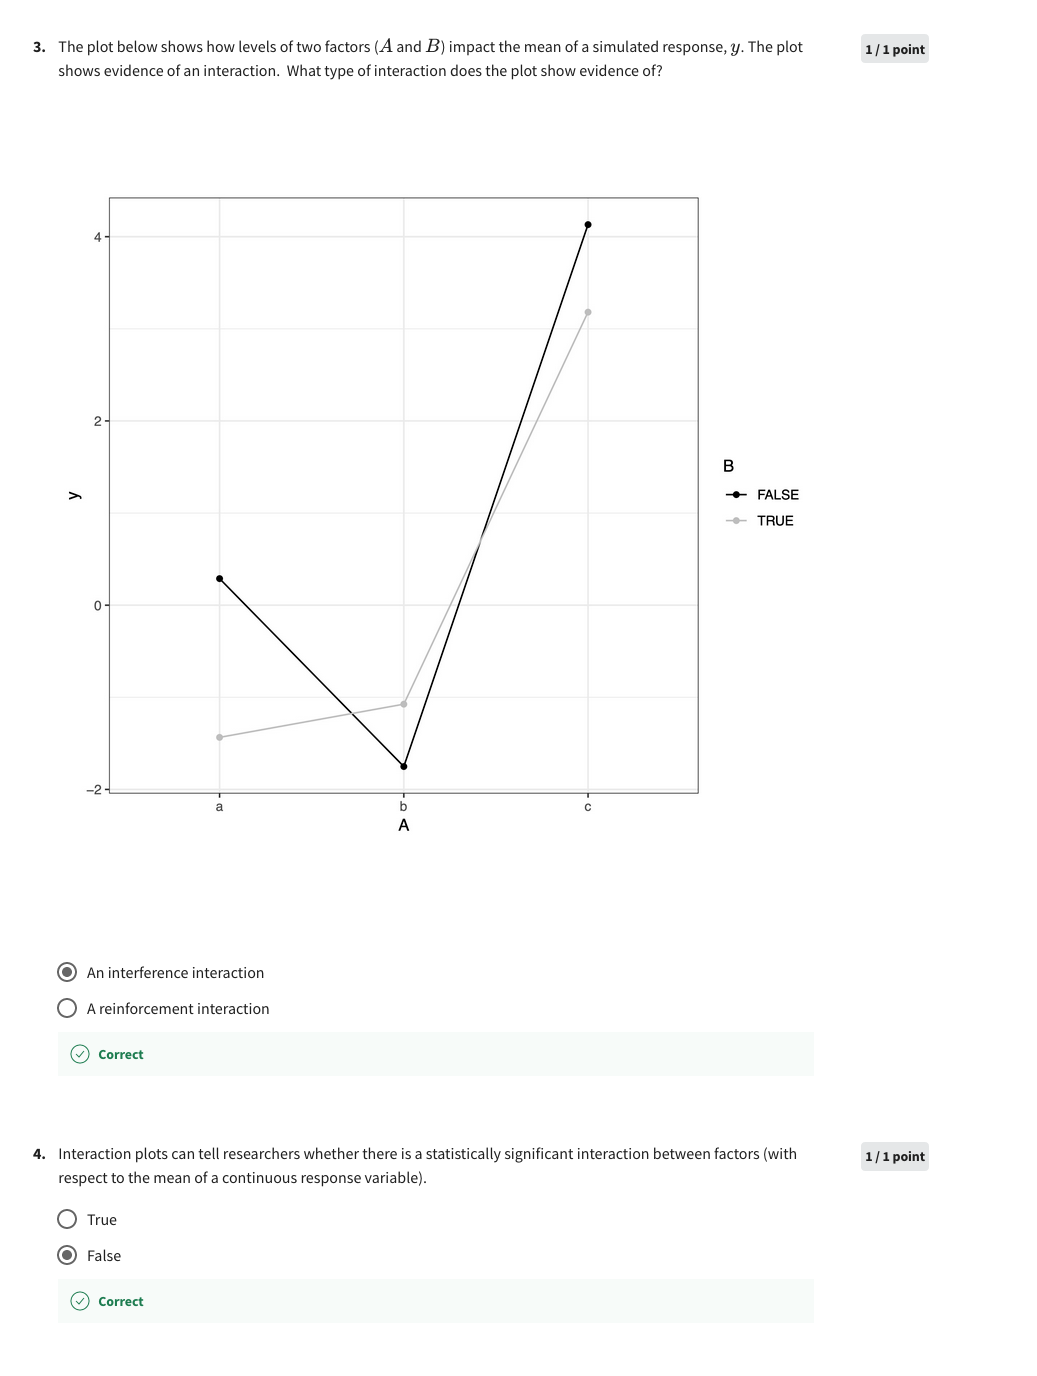 3. The plot below shows how levels of two factors (A and B) impact the mean of a simulated response, y. The plot
1 / 1 point
shows evidence of an interaction.  What type of interaction does the plot show evidence of?
4
2
0
−2
y
a
b
c
A
B
FALSE
TRUE
An interference interaction
A reinforcement interaction
Correct
4. Interaction plots can tell researchers whether there is a statistically significant interaction between factors (with
1 / 1 point
respect to the mean of a continuous response variable).
True
False
Correct